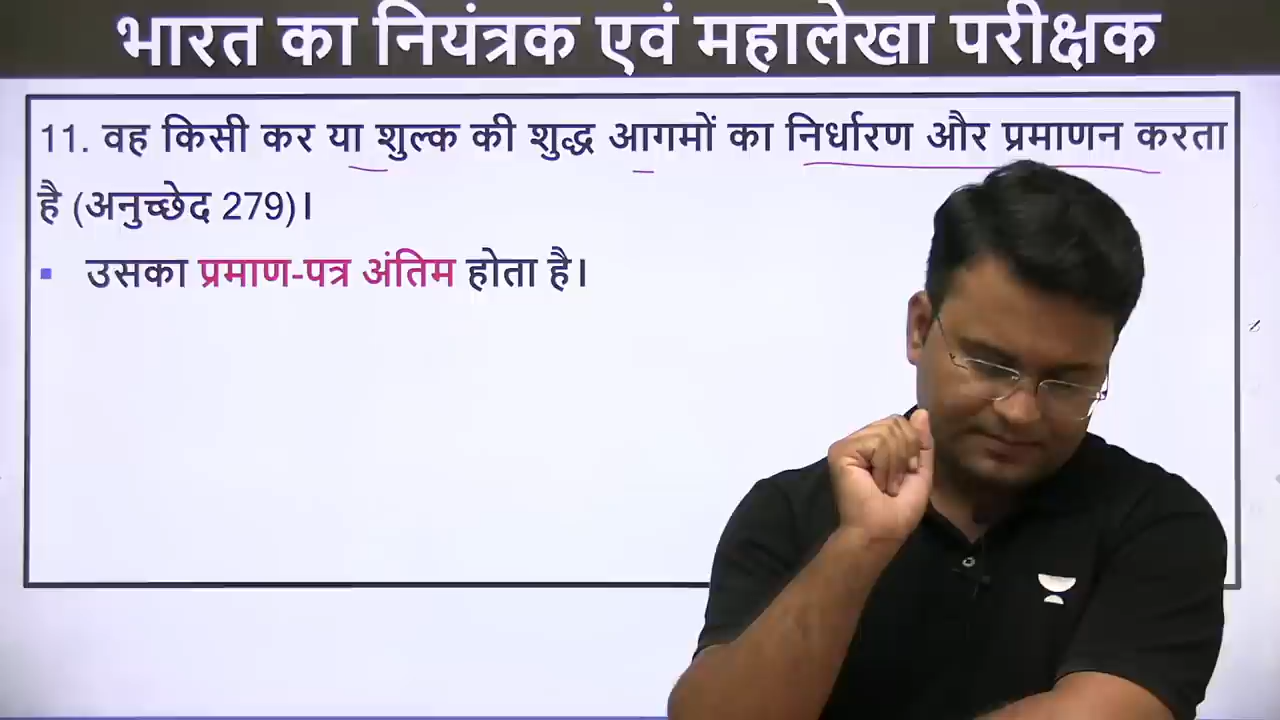 भारत का नियंत्रक एवं महालेखा परीक्षक
11. वह किसी कर या शुल्क की शुद्ध आगमों का निर्धारण और प्रमाणन करता
है (अनुच्छेद 279)।
▪ उसका प्रमाण-पत्र अंतिम होता है।